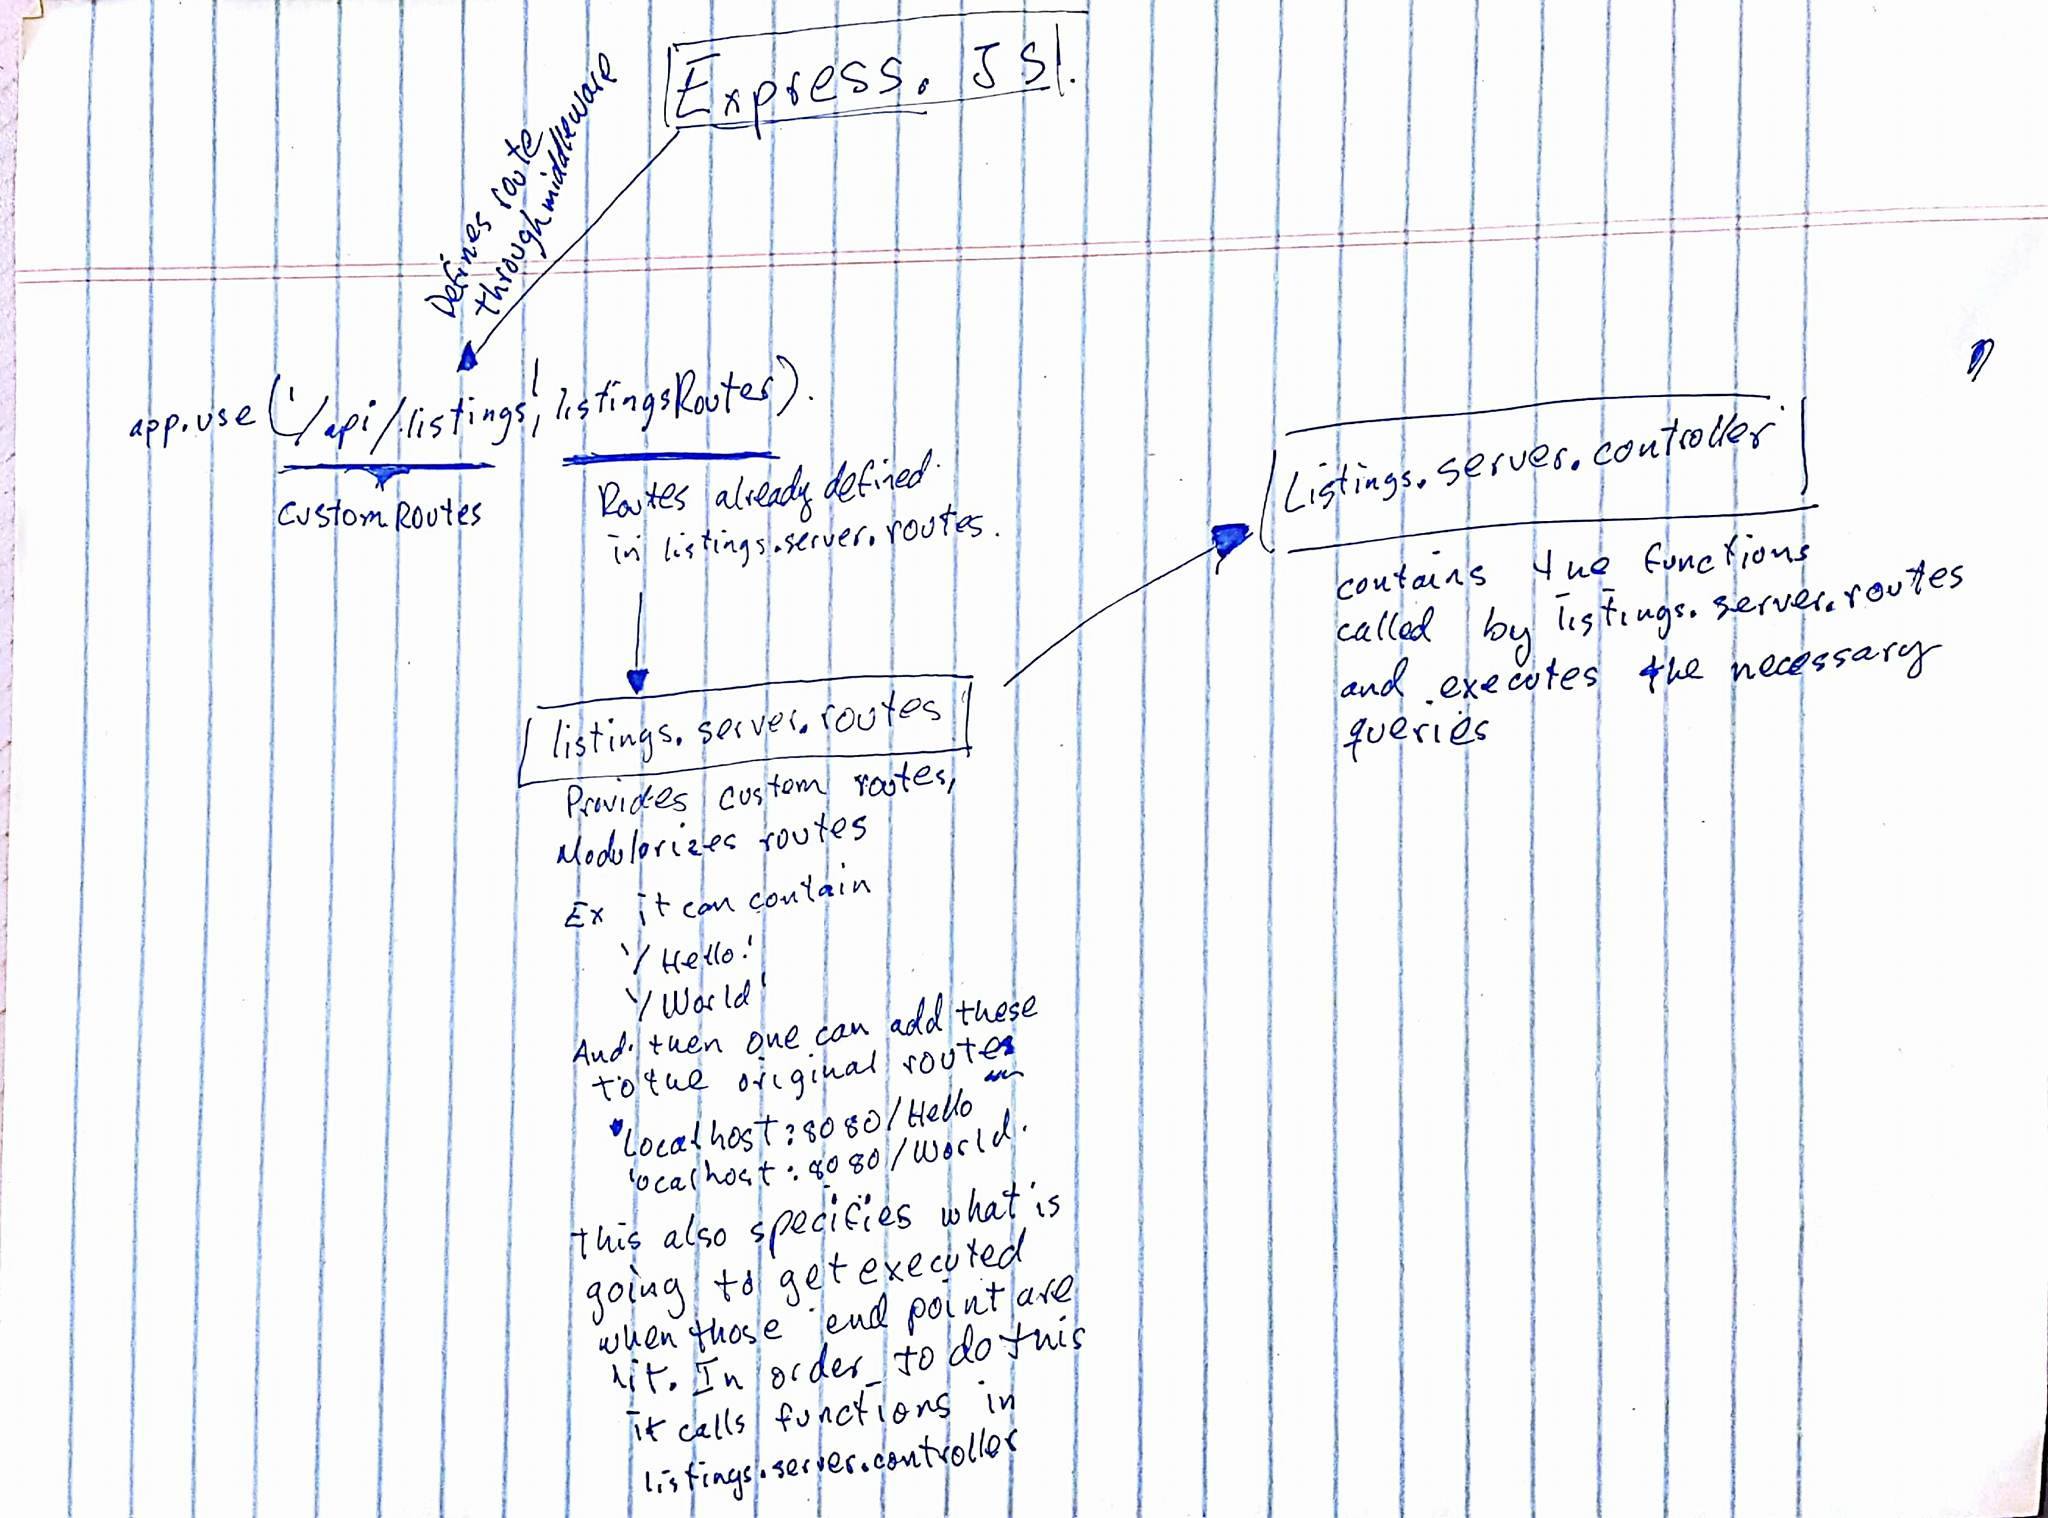 Express. JS
Defines route
through middleware
app.use('/api/listings', listingsRouter).
Custom Routes
Routes already defined
in listings.server.routes.
listings.server.routes
Provides custom routes,
Modularizes routes
Ex it can contain
'/Hello'
'/World'
And then one can add these
to the original routes
localhost:8080/Hello
localhost:8080/World.
this also specifies what is
going to get executed
when those end point are
hit. In order to do this
it calls functions in
listings.server.controller
Listings.server.controller
contains the functions
called by listings.server.routes
and executes the necessary
queries